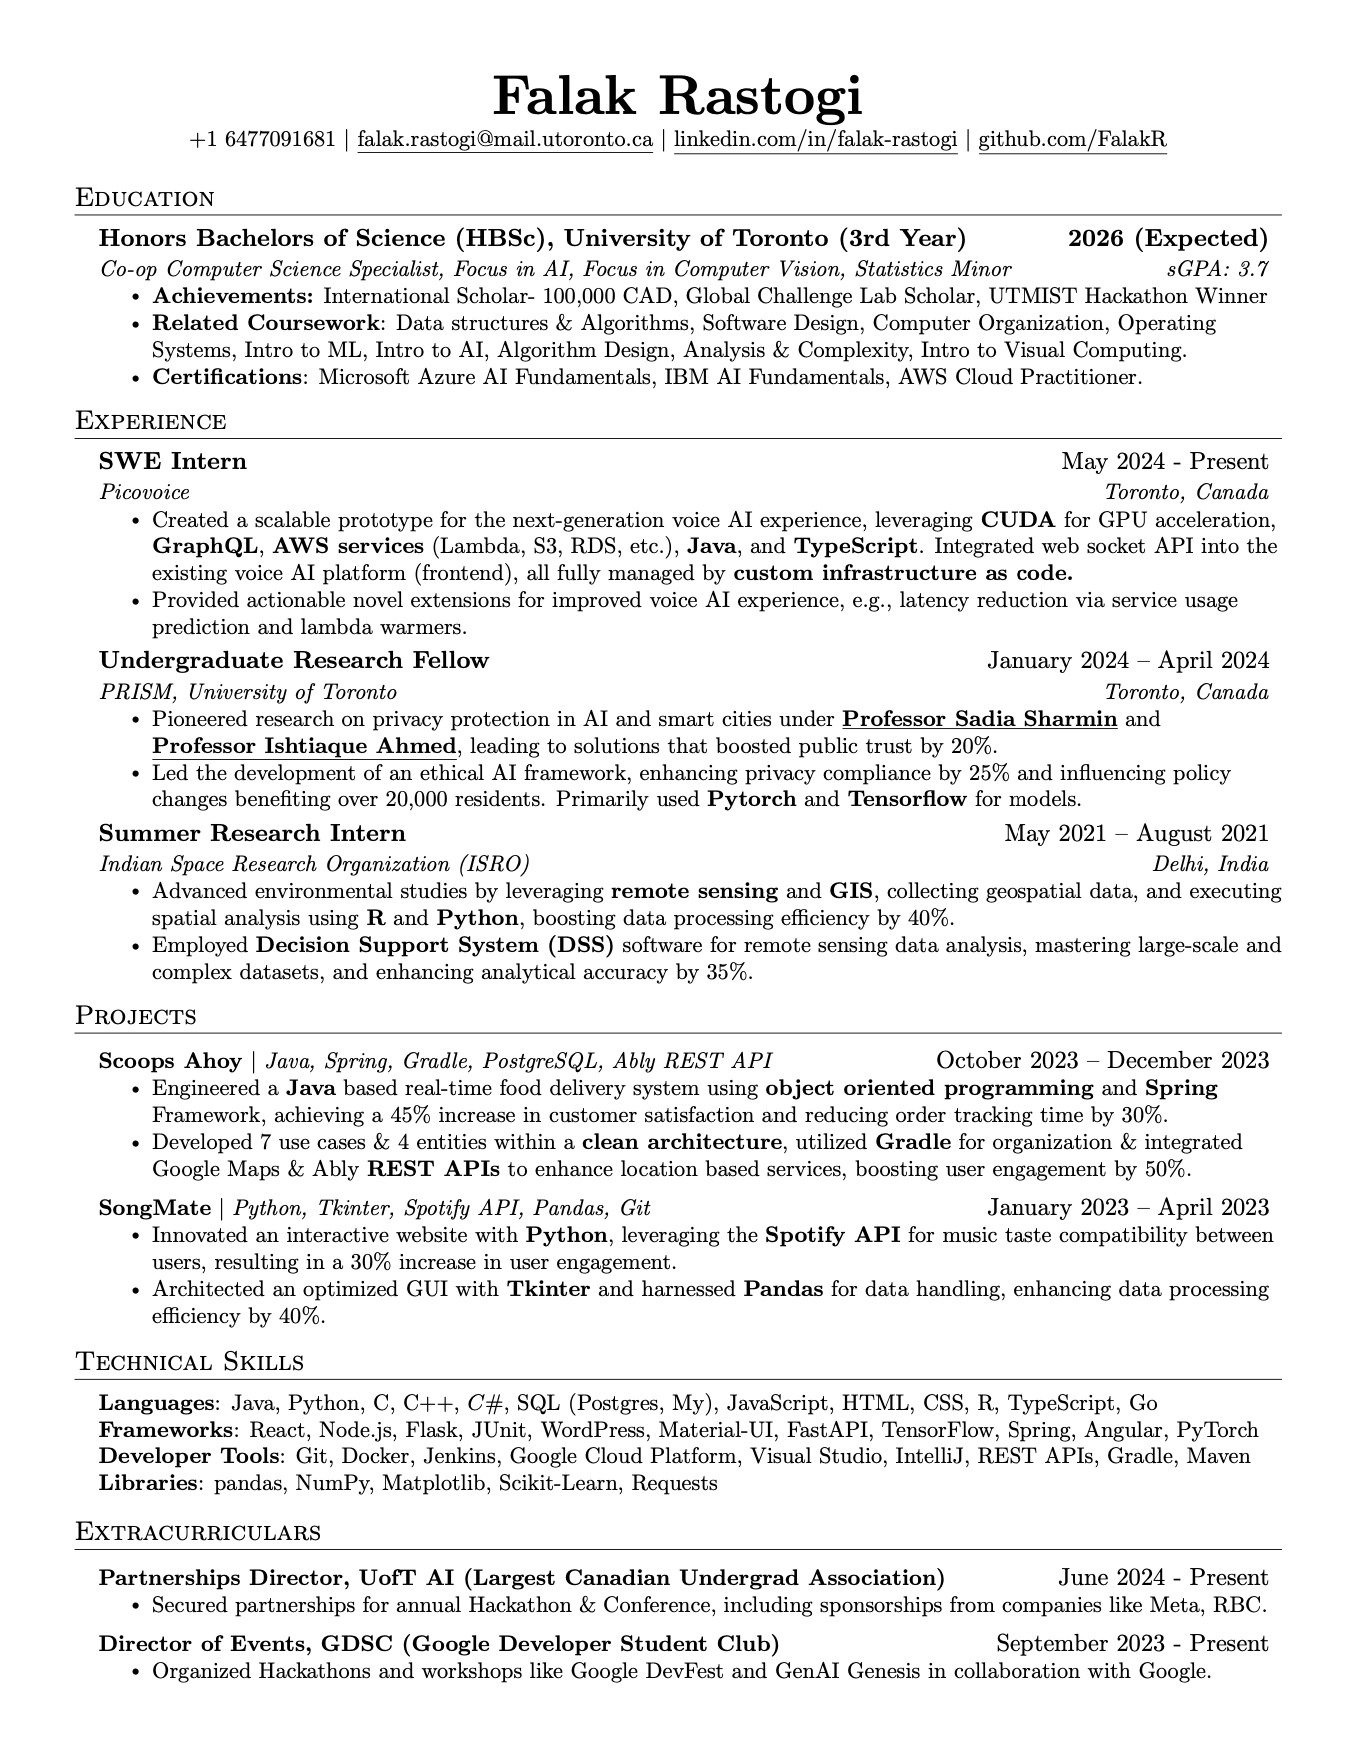 Falak Rastogi
+1 6477091681 | falak.rastogi@mail.utoronto.ca | linkedin.com/in/falak-rastogi | github.com/FalakR
Education
Honors Bachelors of Science (HBSc), University of Toronto (3rd Year) 2026 (Expected)
Co-op Computer Science Specialist, Focus in AI, Focus in Computer Vision, Statistics Minor sGPA: 3.7
• Achievements: International Scholar- 100,000 CAD, Global Challenge Lab Scholar, UTMIST Hackathon Winner
• Related Coursework: Data structures & Algorithms, Software Design, Computer Organization, Operating
Systems, Intro to ML, Intro to AI, Algorithm Design, Analysis & Complexity, Intro to Visual Computing.
• Certifications: Microsoft Azure AI Fundamentals, IBM AI Fundamentals, AWS Cloud Practitioner.
Experience
SWE Intern May 2024 - Present
Picovoice Toronto, Canada
• Created a scalable prototype for the next-generation voice AI experience, leveraging CUDA for GPU acceleration,
GraphQL, AWS services (Lambda, S3, RDS, etc.), Java, and TypeScript. Integrated web socket API into the
existing voice AI platform (frontend), all fully managed by custom infrastructure as code.
• Provided actionable novel extensions for improved voice AI experience, e.g., latency reduction via service usage
prediction and lambda warmers.
Undergraduate Research Fellow January 2024 – April 2024
PRISM, University of Toronto Toronto, Canada
• Pioneered research on privacy protection in AI and smart cities under Professor Sadia Sharmin and
Professor Ishtiaque Ahmed, leading to solutions that boosted public trust by 20%.
• Led the development of an ethical AI framework, enhancing privacy compliance by 25% and influencing policy
changes benefiting over 20,000 residents. Primarily used Pytorch and Tensorflow for models.
Summer Research Intern May 2021 – August 2021
Indian Space Research Organization (ISRO) Delhi, India
• Advanced environmental studies by leveraging remote sensing and GIS, collecting geospatial data, and executing
spatial analysis using R and Python, boosting data processing efficiency by 40%.
• Employed Decision Support System (DSS) software for remote sensing data analysis, mastering large-scale and
complex datasets, and enhancing analytical accuracy by 35%.
Projects
Scoops Ahoy | Java, Spring, Gradle, PostgreSQL, Ably REST API October 2023 – December 2023
• Engineered a Java based real-time food delivery system using object oriented programming and Spring
Framework, achieving a 45% increase in customer satisfaction and reducing order tracking time by 30%.
• Developed 7 use cases & 4 entities within a clean architecture, utilized Gradle for organization & integrated
Google Maps & Ably REST APIs to enhance location based services, boosting user engagement by 50%.
SongMate | Python, Tkinter, Spotify API, Pandas, Git January 2023 – April 2023
• Innovated an interactive website with Python, leveraging the Spotify API for music taste compatibility between
users, resulting in a 30% increase in user engagement.
• Architected an optimized GUI with Tkinter and harnessed Pandas for data handling, enhancing data processing
efficiency by 40%.
Technical Skills
Languages: Java, Python, C, C++, C#, SQL (Postgres, My), JavaScript, HTML, CSS, R, TypeScript, Go
Frameworks: React, Node.js, Flask, JUnit, WordPress, Material-UI, FastAPI, TensorFlow, Spring, Angular, PyTorch
Developer Tools: Git, Docker, Jenkins, Google Cloud Platform, Visual Studio, IntelliJ, REST APIs, Gradle, Maven
Libraries: pandas, NumPy, Matplotlib, Scikit-Learn, Requests
Extracurriculars
Partnerships Director, UofT AI (Largest Canadian Undergrad Association) June 2024 - Present
• Secured partnerships for annual Hackathon & Conference, including sponsorships from companies like Meta, RBC.
Director of Events, GDSC (Google Developer Student Club) September 2023 - Present
• Organized Hackathons and workshops like Google DevFest and GenAI Genesis in collaboration with Google.